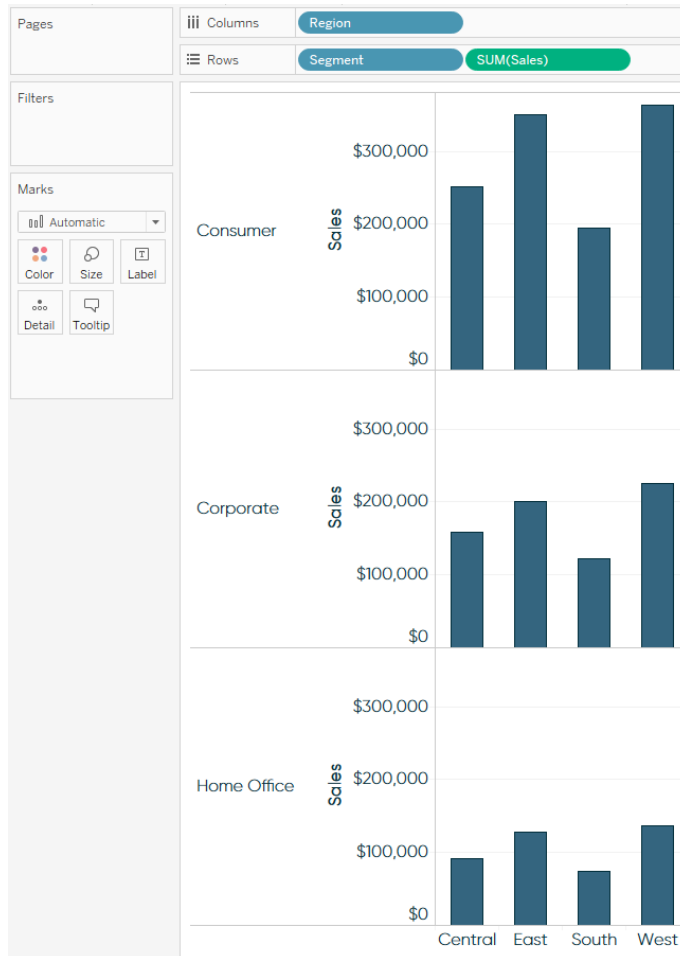 Pages
Columns
Region
Rows
Segment
SUM(Sales)
Filters
Marks
Automatic
Color
Size
Label
Detail
Tooltip
Consumer
Sales
$300,000
$200,000
$100,000
$0
Corporate
Sales
$300,000
$200,000
$100,000
$0
Home Office
Sales
$300,000
$200,000
$100,000
$0
Central East South West